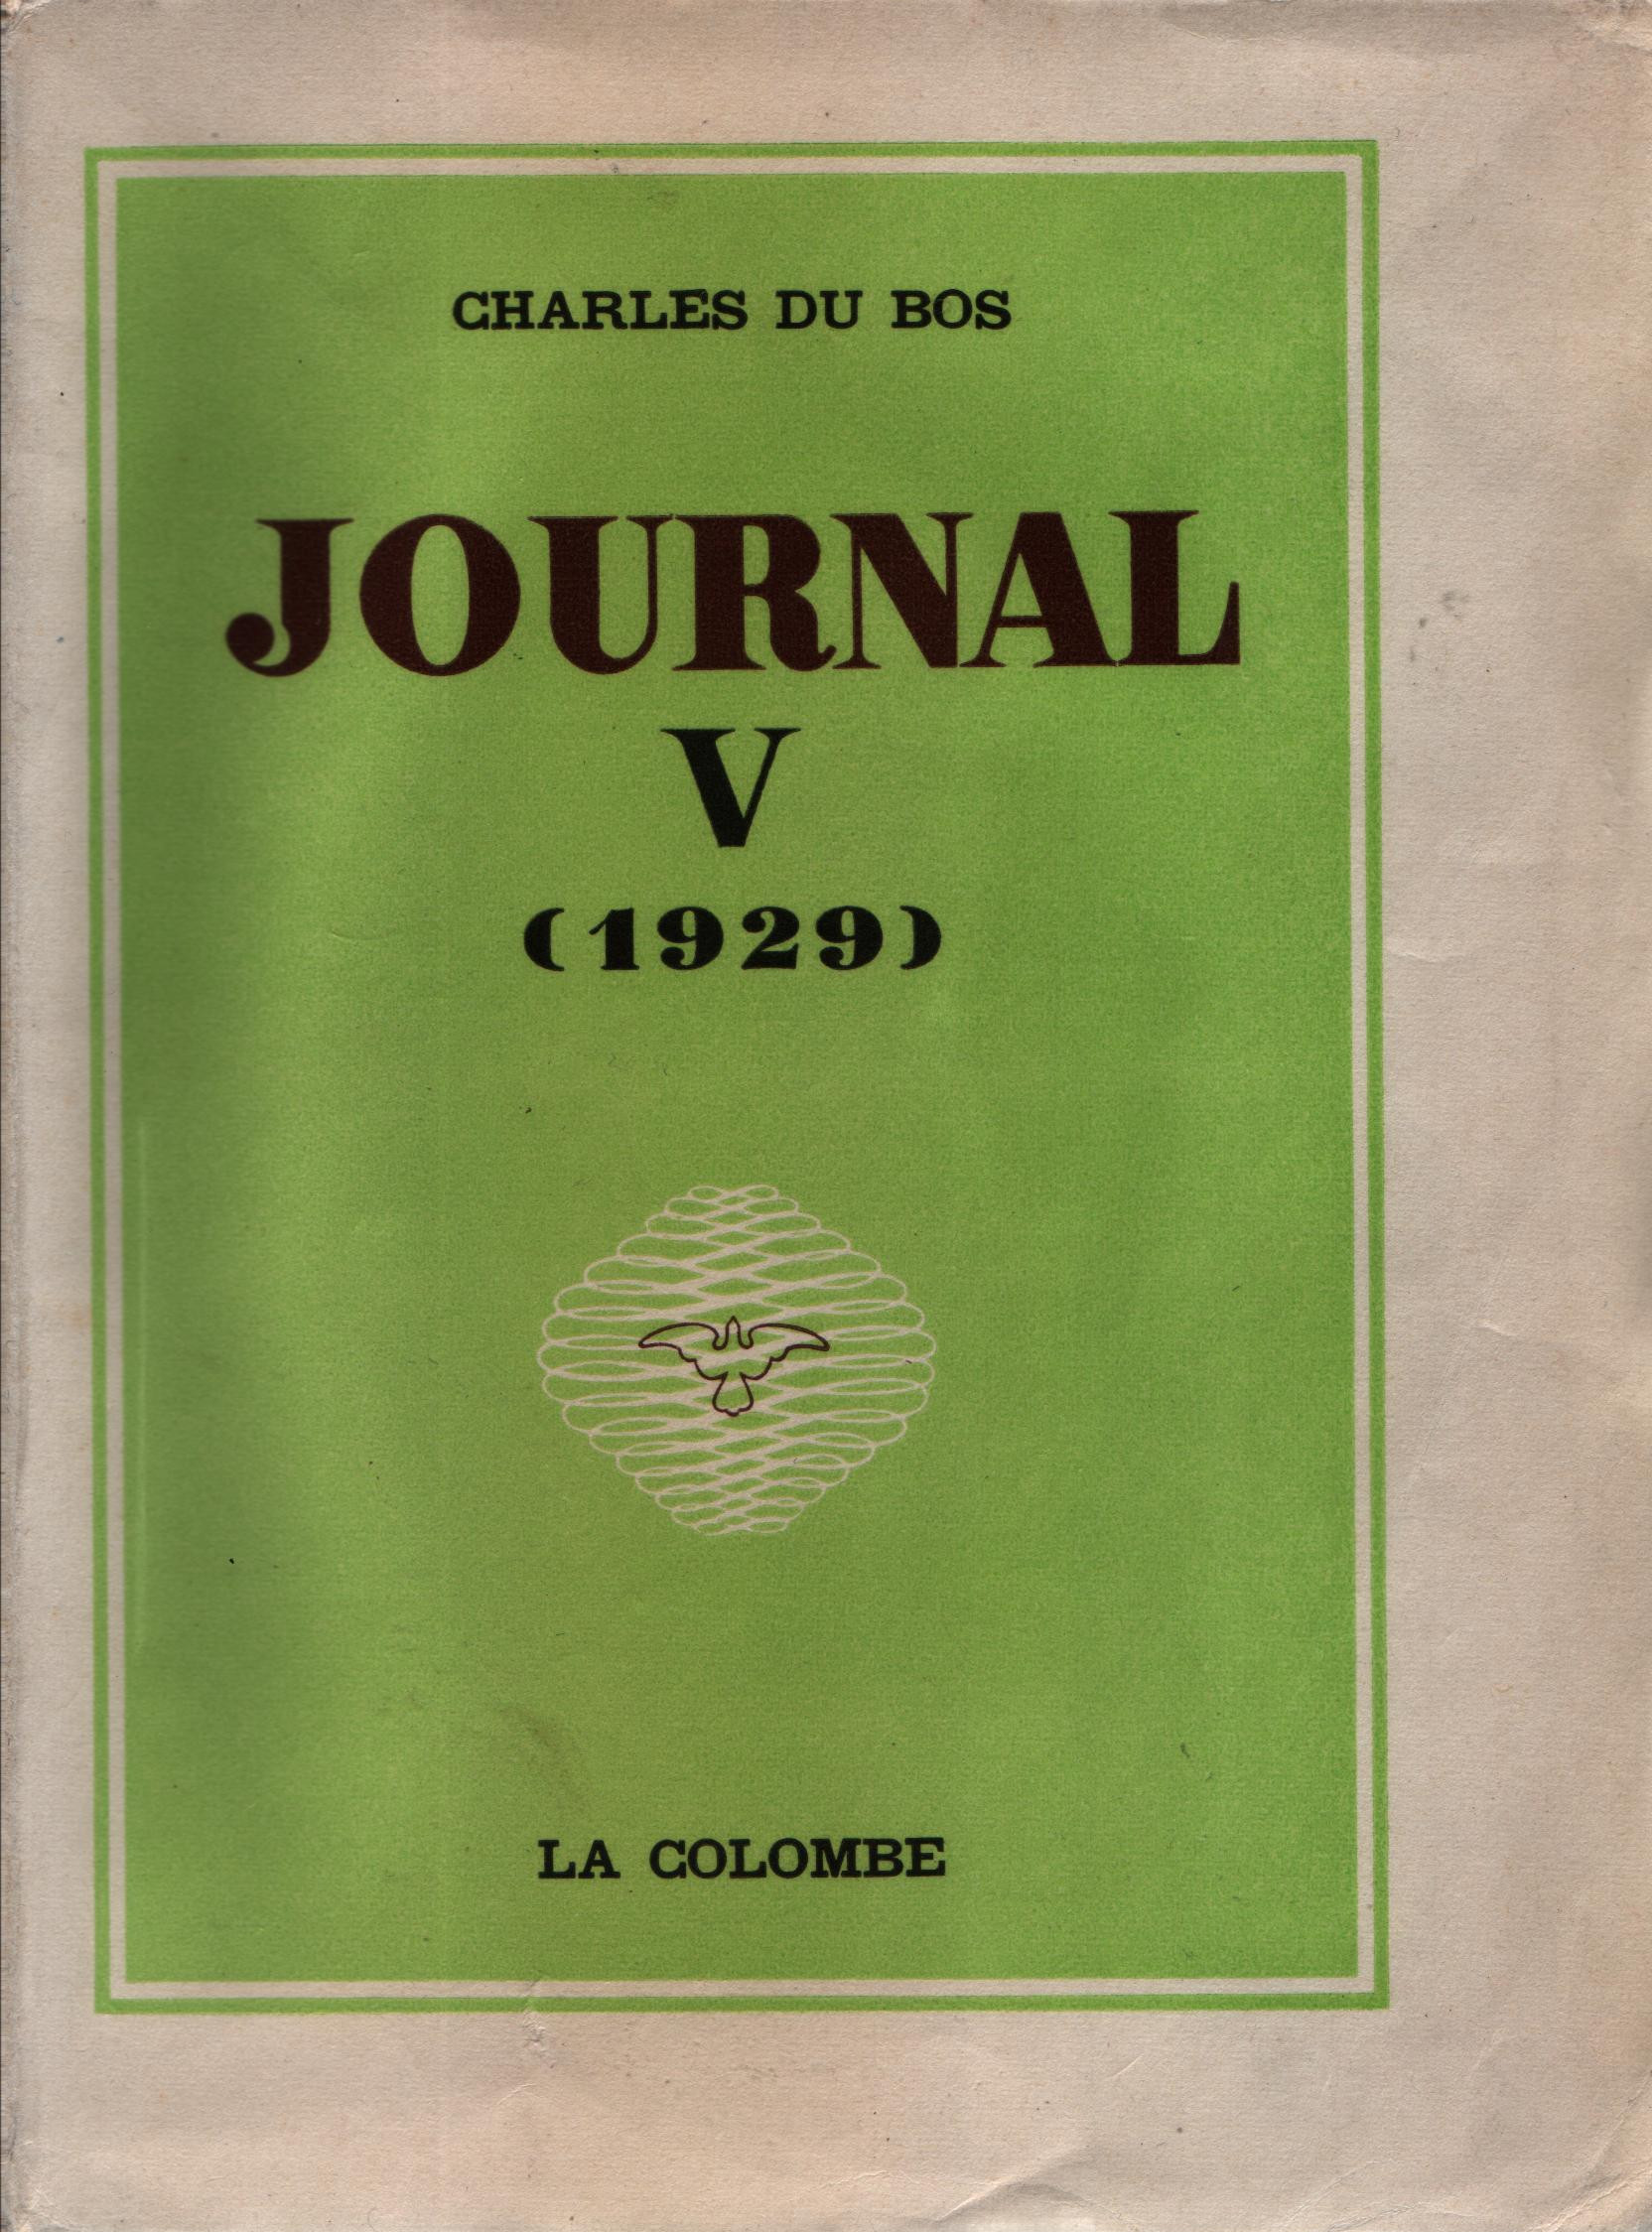 CHARLES DU BOS
JOURNAL
V
(1929)
LA COLOMBE